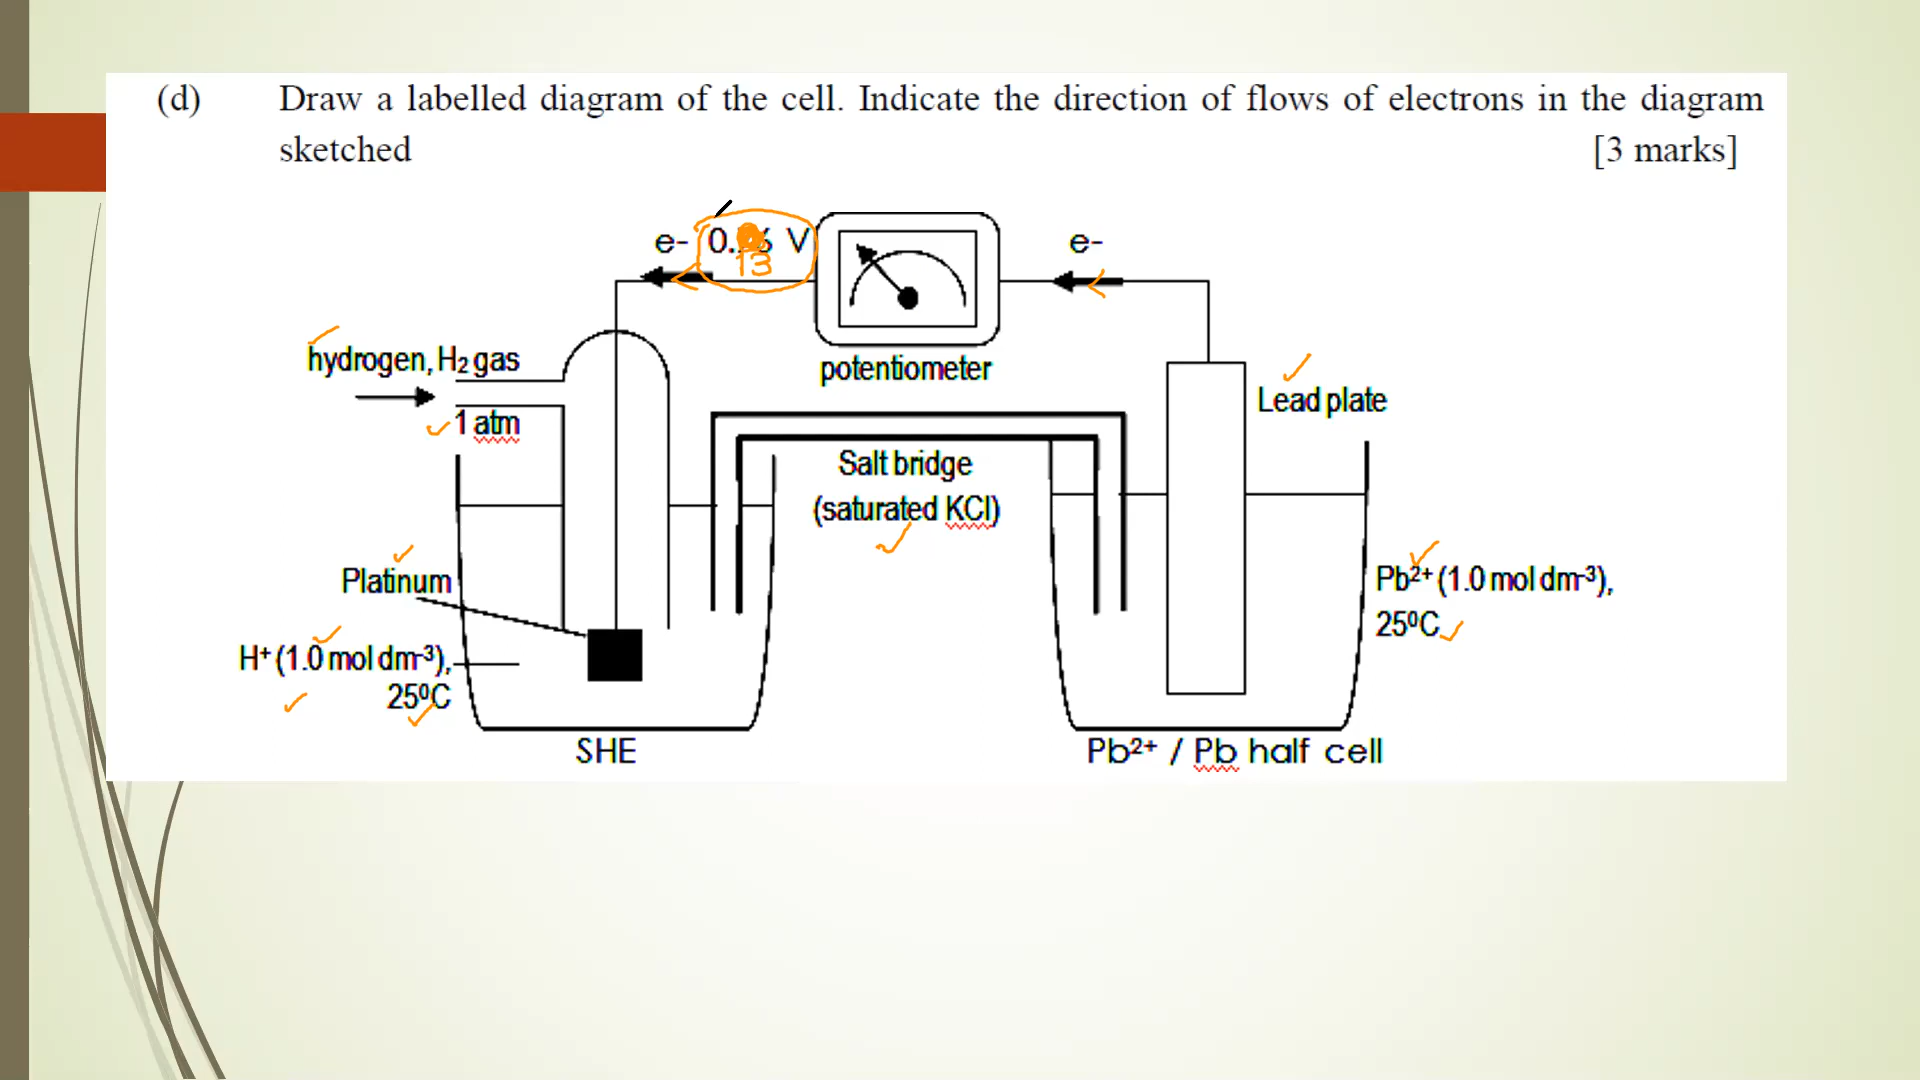 (d) Draw a labelled diagram of the cell. Indicate the direction of flows of electrons in the diagram
sketched [3 marks]
e- V e-
13
hydrogen, H2 gas
potentiometer
1 atm
Lead plate
Salt bridge
(saturated KCl)
Platinum
Pb²⁺ (1.0 mol dm-³),
25⁰C
H⁺ (1.0 mol dm-³),
25⁰C
SHE
Pb²⁺ / Pb half cell